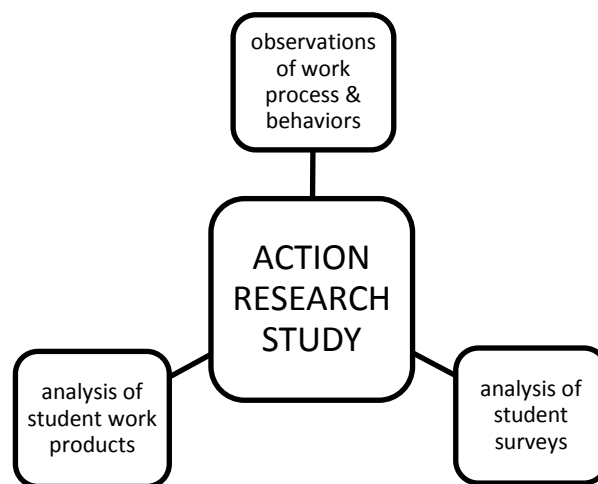 observations
of work
process &
behaviors
ACTION
RESEARCH
STUDY
analysis of
student work
products
analysis of
student
surveys